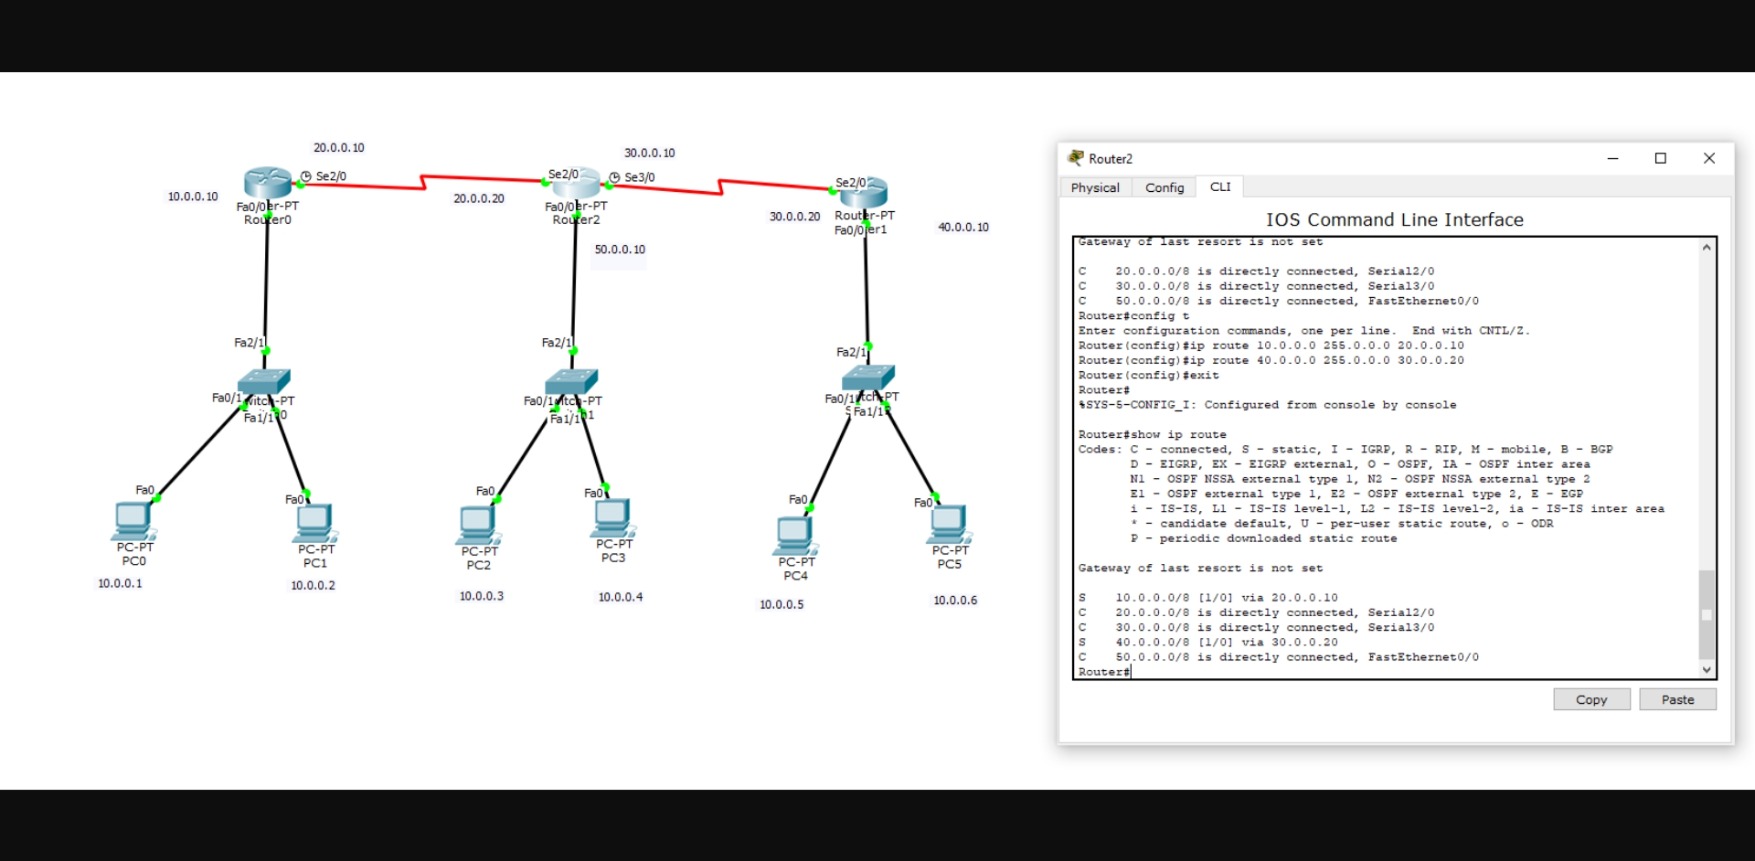 20.0.0.10
30.0.0.10
Se2/0
Se2/0
Se3/0
Se2/0
10.0.0.10
20.0.0.20
30.0.0.20
40.0.0.10
Fa0/0er-PT
Router0
Fa0/0er-PT
Router2
Router-PT
Fa0/0er1
50.0.0.10
Fa2/1
Fa2/1
Fa2/1
Fa0/1witch-PT
Fa1/1
Fa0/1witch-PT
Fa1/1
Fa0/1
Fa1/1
Fa0
Fa0
Fa0
Fa0
Fa0
Fa0
PC-PT
PC0
PC-PT
PC1
PC-PT
PC2
PC-PT
PC3
PC-PT
PC4
PC-PT
PC5
10.0.0.1
10.0.0.2
10.0.0.3
10.0.0.4
10.0.0.5
10.0.0.6
Router2
Physical Config CLI
IOS Command Line Interface
Gateway of last resort is not set
C 20.0.0.0/8 is directly connected, Serial2/0
C 30.0.0.0/8 is directly connected, Serial3/0
C 50.0.0.0/8 is directly connected, FastEthernet0/0
Router#config t
Enter configuration commands, one per line. End with CNTL/Z.
Router(config)#ip route 10.0.0.0 255.0.0.0 20.0.0.10
Router(config)#ip route 40.0.0.0 255.0.0.0 30.0.0.20
Router(config)#exit
Router#
%SYS-5-CONFIG_I: Configured from console by console
Router#show ip route
Codes: C - connected, S - static, I - IGRP, R - RIP, M - mobile, B - BGP
D - EIGRP, EX - EIGRP external, O - OSPF, IA - OSPF inter area
N1 - OSPF NSSA external type 1, N2 - OSPF NSSA external type 2
E1 - OSPF external type 1, E2 - OSPF external type 2, E - EGP
i - IS-IS, L1 - IS-IS level-1, L2 - IS-IS level-2, ia - IS-IS inter area
* - candidate default, U - per-user static route, o - ODR
P - periodic downloaded static route
Gateway of last resort is not set
S 10.0.0.0/8 [1/0] via 20.0.0.10
C 20.0.0.0/8 is directly connected, Serial2/0
C 30.0.0.0/8 is directly connected, Serial3/0
S 40.0.0.0/8 [1/0] via 30.0.0.20
C 50.0.0.0/8 is directly connected, FastEthernet0/0
Router#
Copy Paste